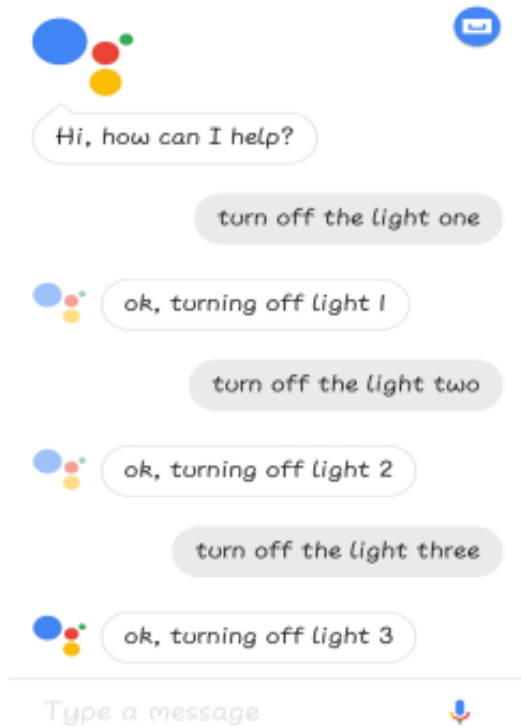 Hi, how can I help?
turn off the light one
ok, turning off light 1
turn off the light two
ok, turning off light 2
turn off the light three
ok, turning off light 3
Type a message